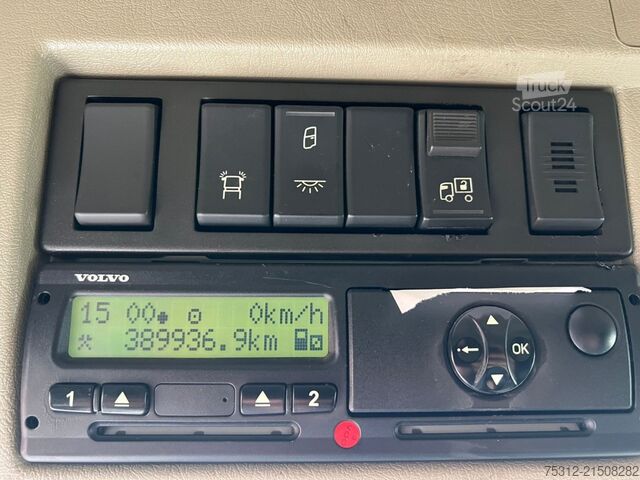 Truck
Scout24
VOLVO
15 00 0km/h
389936.9km
1 2
OK
75312-21508282